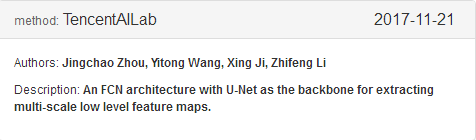 method: TencentAILab 2017-11-21
Authors: Jingchao Zhou, Yitong Wang, Xing Ji, Zhifeng Li
Description: An FCN architecture with U-Net as the backbone for extracting
multi-scale low level feature maps.